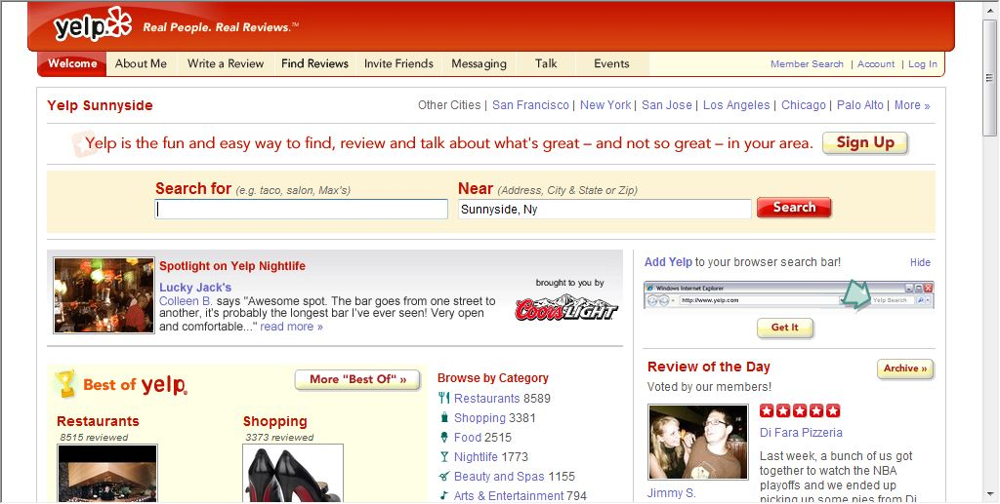 yelp. Real People. Real Reviews.™
Welcome About Me Write a Review Find Reviews Invite Friends Messaging Talk Events Member Search | Account | Log In
Yelp Sunnyside Other Cities | San Francisco | New York | San Jose | Los Angeles | Chicago | Palo Alto | More »
Yelp is the fun and easy way to find, review and talk about what's great – and not so great – in your area. Sign Up
Search for (e.g. taco, salon, Max's) Near (Address, City & State or Zip)
Sunnyside, Ny Search
Spotlight on Yelp Nightlife
Lucky Jack's
Colleen B. says "Awesome spot. The bar goes from one street to
another, it's probably the longest bar I've ever seen! Very open
and comfortable..." read more »
brought to you by
Coors LIGHT
Add Yelp to your browser search bar! Hide
Windows Internet Explorer
http://www.yelp.com Yelp Search
Get It
Best of yelp. More "Best Of" »
Restaurants Shopping
8515 reviewed 3373 reviewed
Browse by Category
Restaurants 8589
Shopping 3381
Food 2515
Nightlife 1773
Beauty and Spas 1155
Arts & Entertainment 794
Review of the Day Archive »
Voted by our members!
Di Fara Pizzeria
Last week, a bunch of us got
together to watch the NBA
playoffs and we ended up
picking up some pies from Di
Jimmy S.